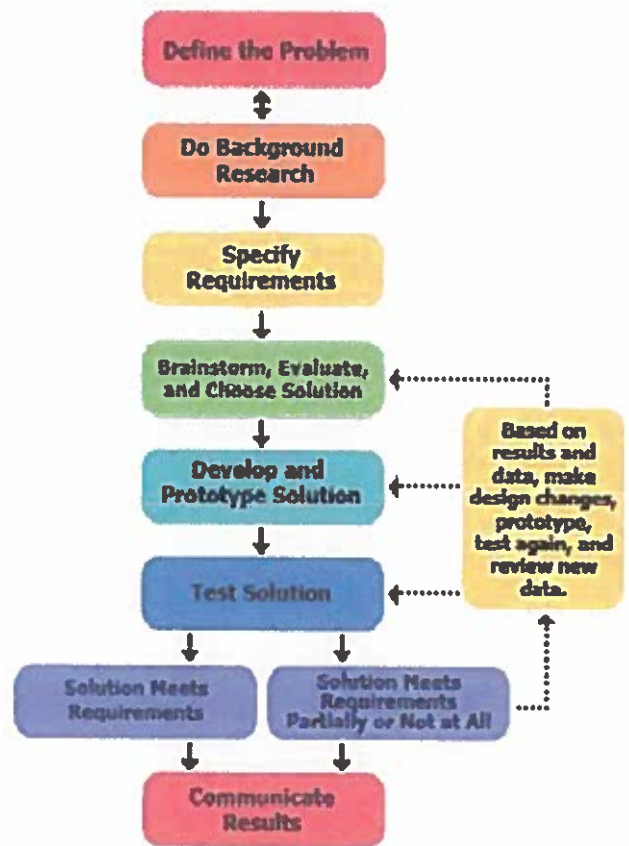 Define the Problem
Do Background
Research
Specify
Requirements
Brainstorm, Evaluate,
and Choose Solution
Develop and
Prototype Solution
Test Solution
Based on
results and
data, make
design changes,
prototype,
test again, and
review new
data.
Solution Meets
Requirements
Solution Meets
Requirements
Partially or Not at All
Communicate
Results